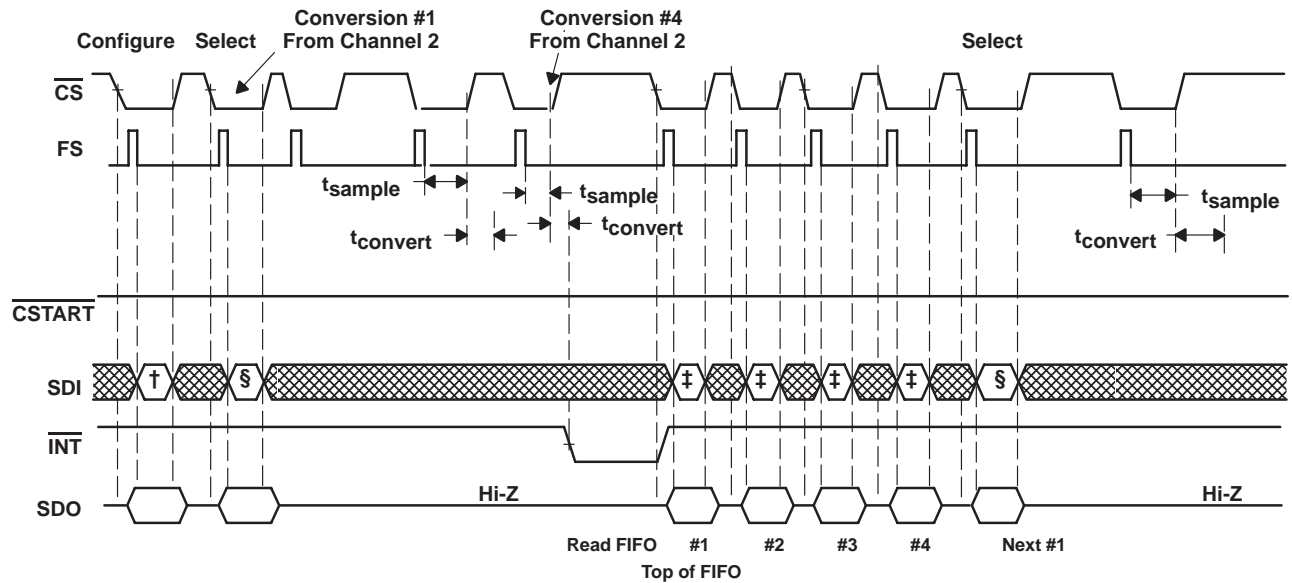 Conversion #1
From Channel 2
Conversion #4
From Channel 2
Configure
Select
Select
CS
FS
tsample
tsample
tsample
tconvert
tconvert
tconvert
CSTART
SDI
†
§
‡
‡
‡
‡
§
INT
SDO
Hi-Z
Hi-Z
Read FIFO
#1
#2
#3
#4
Next #1
Top of FIFO